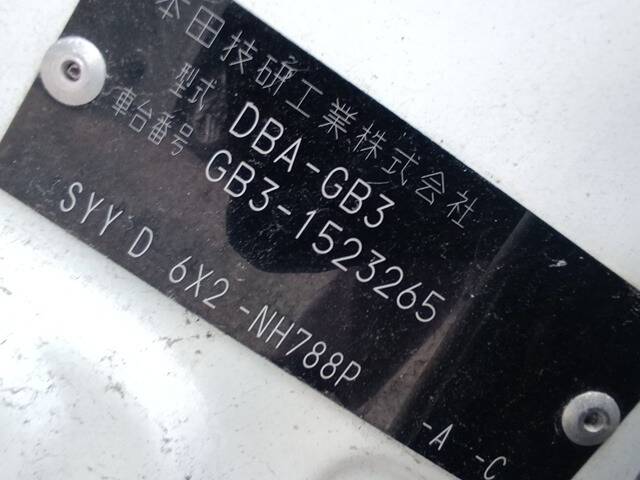 本田技研工業株式会社
型式 DBA-GB3
車台番号 GB3-1523265
SYY D 6X2 -NH788P
-A -C